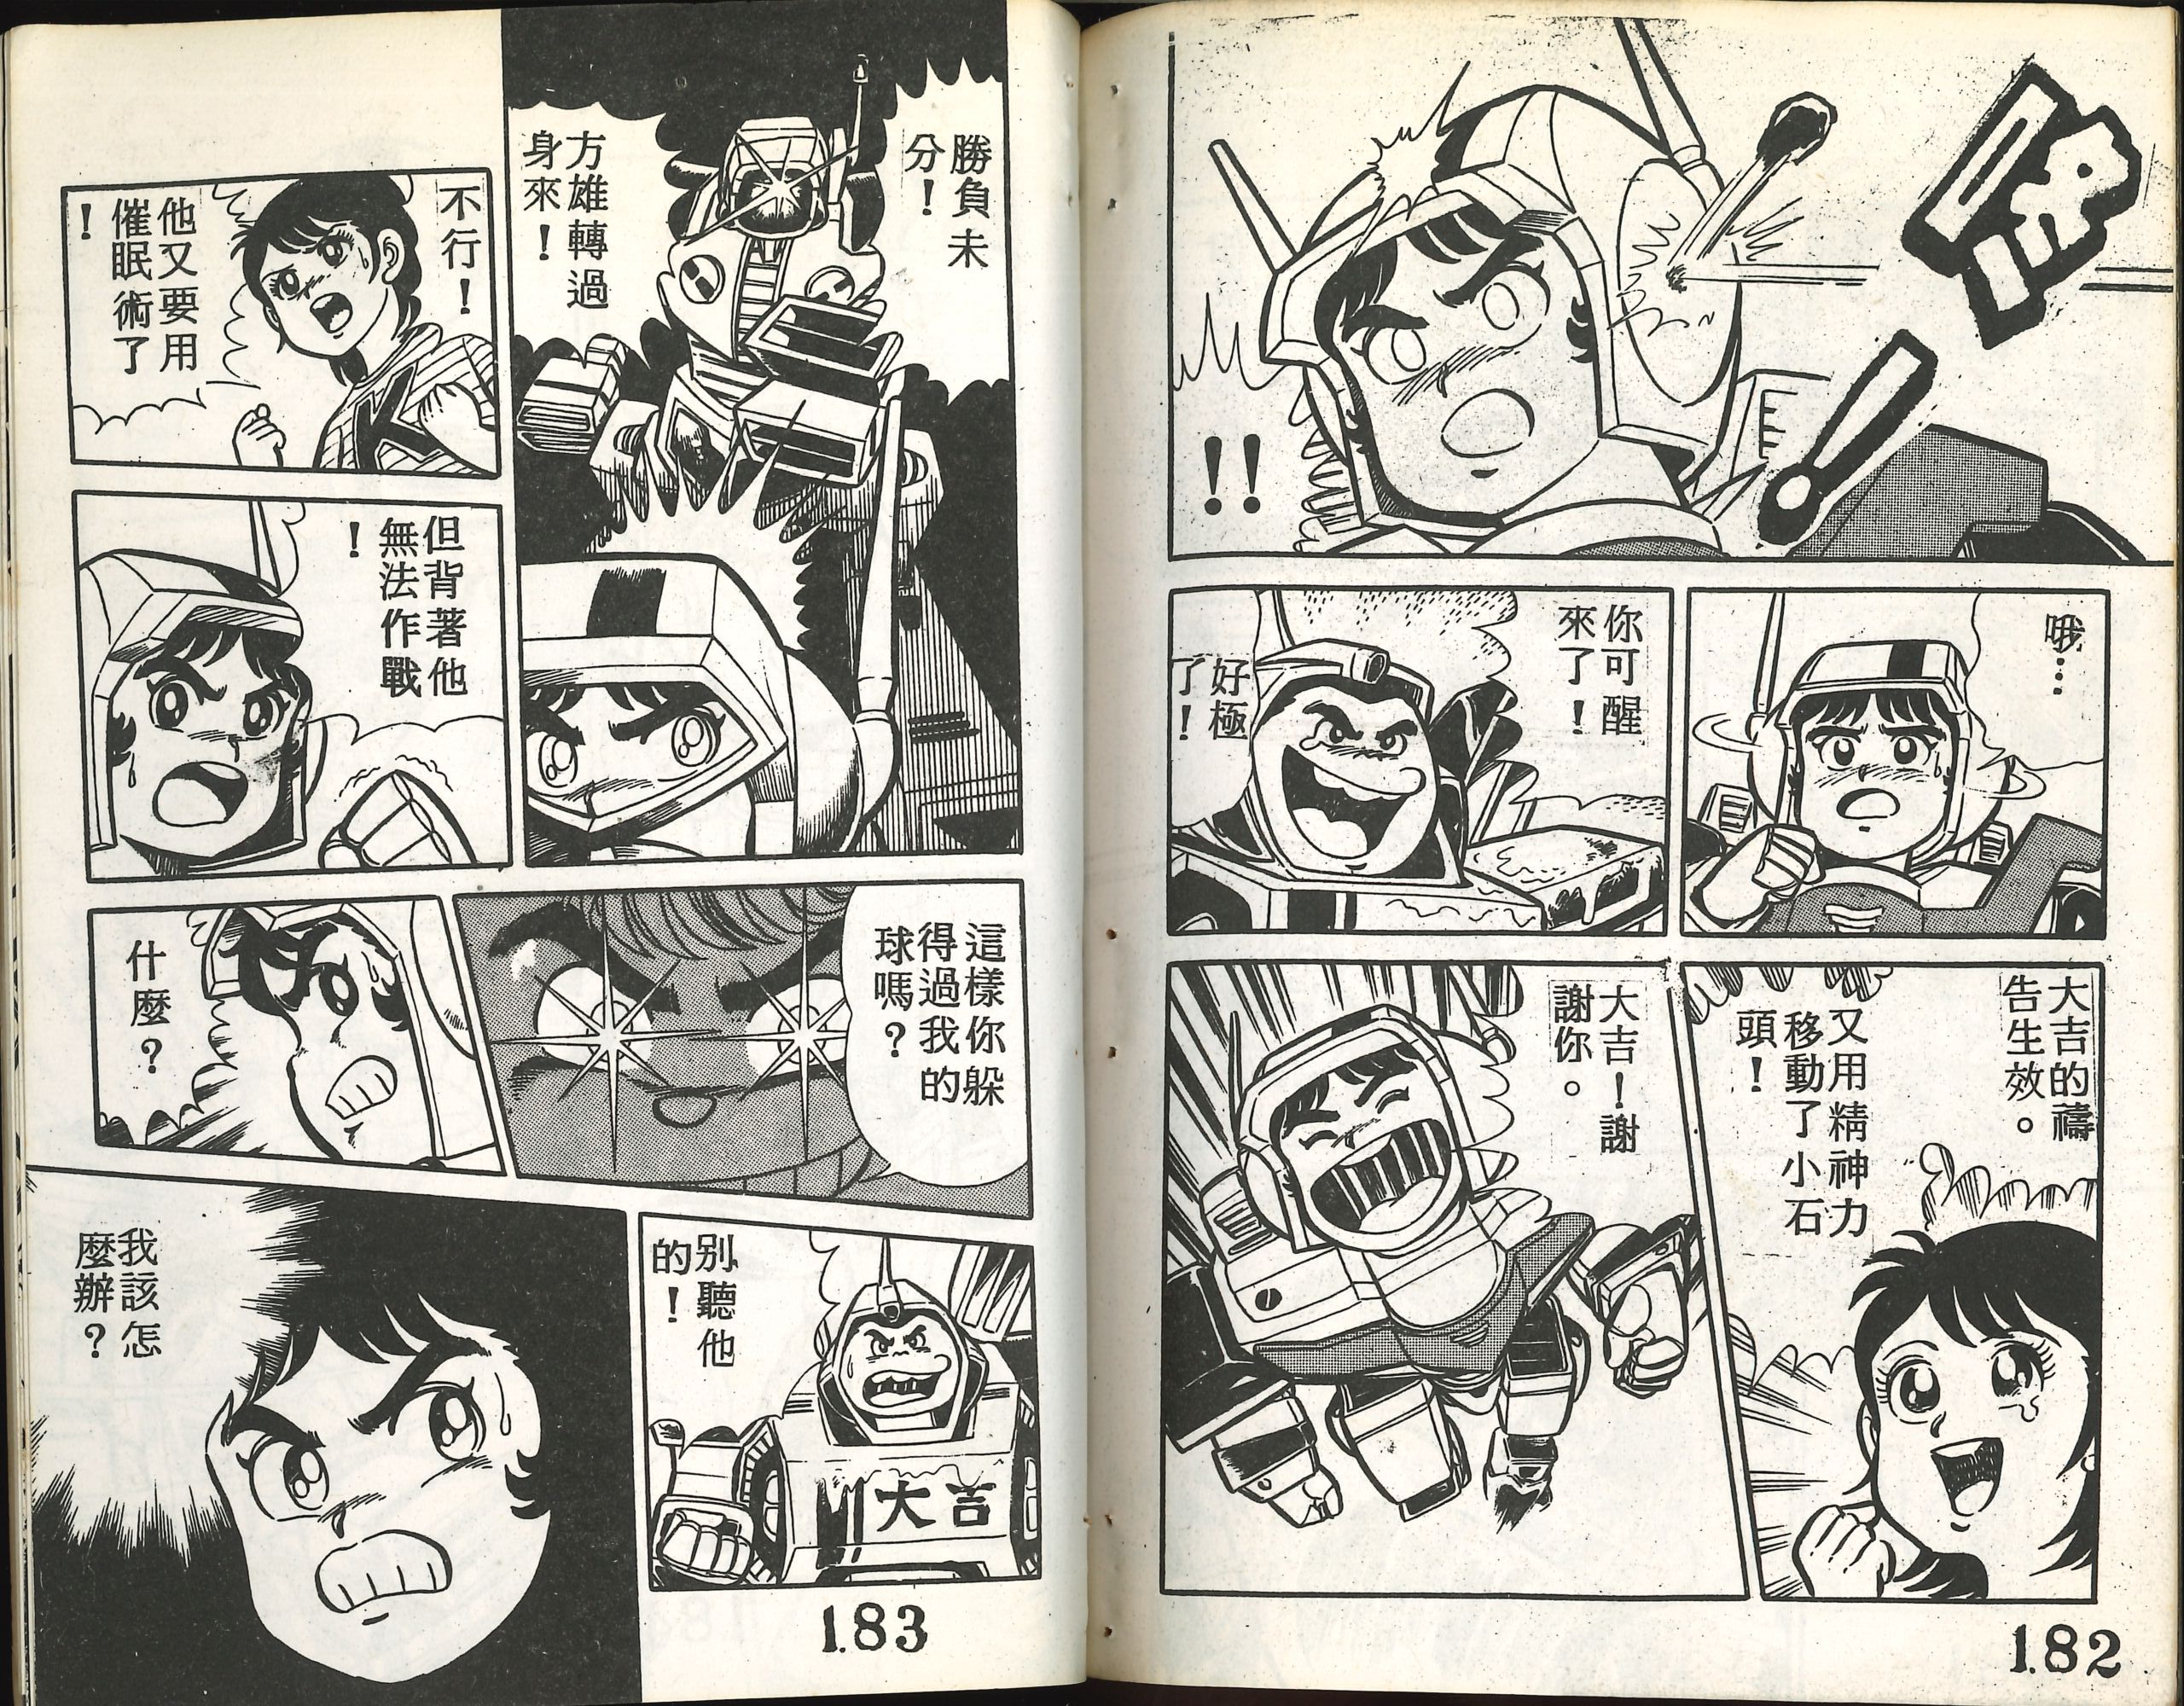 咚!
!!
哦…
你可醒
來了!
好極
了!
大吉的禱
告生效。
又用精神力
移動了小石
頭!
大吉!謝
謝你。
182
勝負未
分!
方雄轉過
身來!
不行!
他又要用
催眠術了
!
K
但背著他
無法作戰
!
這樣你躲
得過我的
球嗎?
什麼?
別聽他
的!
大吉
我該怎
麼辦?
183